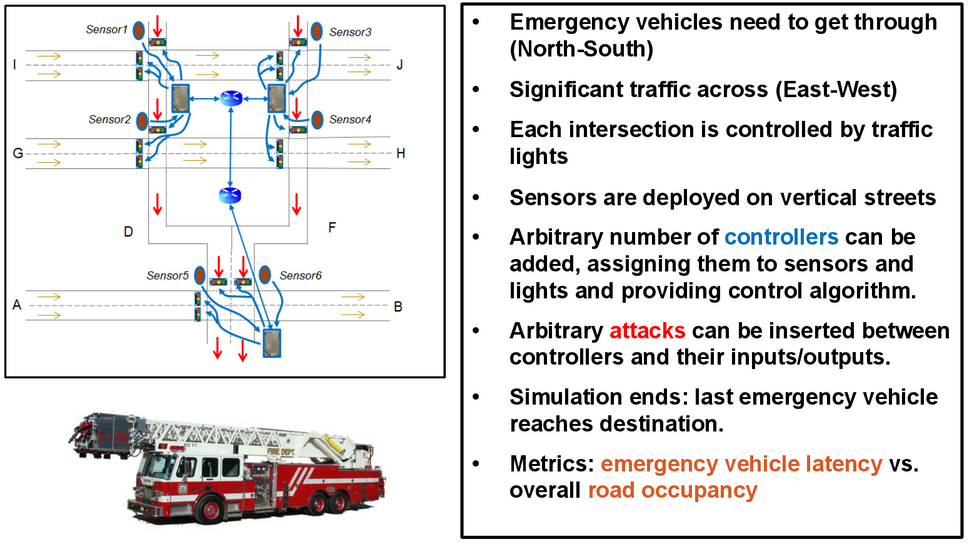 Sensor1
Sensor3
I
J
Sensor2
Sensor4
G
H
D
F
Sensor5
Sensor6
A
B
FIRE DEPT.
• Emergency vehicles need to get through
(North-South)
• Significant traffic across (East-West)
• Each intersection is controlled by traffic
lights
• Sensors are deployed on vertical streets
• Arbitrary number of controllers can be
added, assigning them to sensors and
lights and providing control algorithm.
• Arbitrary attacks can be inserted between
controllers and their inputs/outputs.
• Simulation ends: last emergency vehicle
reaches destination.
• Metrics: emergency vehicle latency vs.
overall road occupancy